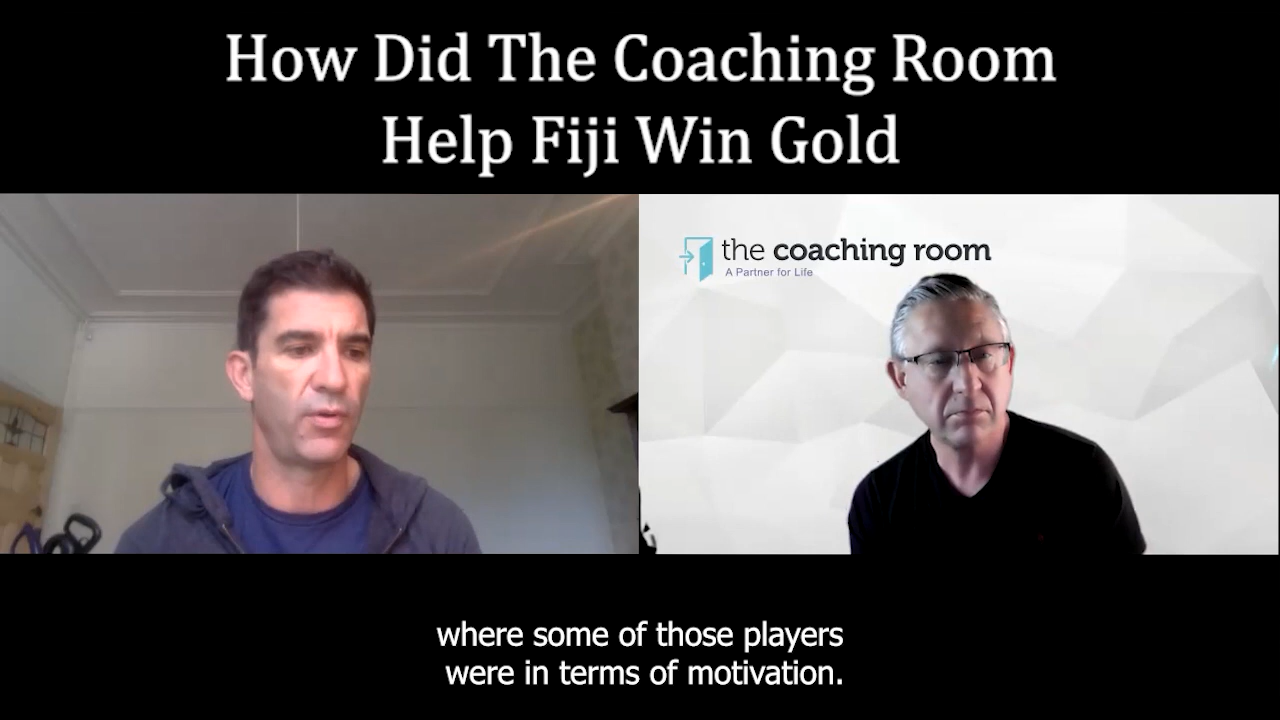 How Did The Coaching Room
Help Fiji Win Gold
the coaching room
A Partner for Life
where some of those players
were in terms of motivation.